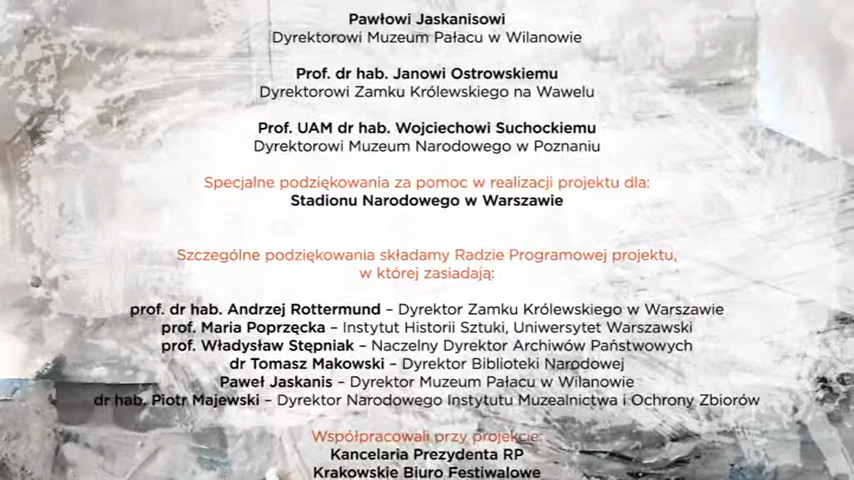 Pawłowi Jaskanisowi
Dyrektorowi Muzeum Pałacu w Wilanowie
Prof. dr hab. Janowi Ostrowskiemu
Dyrektorowi Zamku Królewskiego na Wawelu
Prof. UAM dr hab. Wojciechowi Suchockiemu
Dyrektorowi Muzeum Narodowego w Poznaniu
Specjalne podziękowania za pomoc w realizacji projektu dla:
Stadionu Narodowego w Warszawie
Szczególne podziękowania składamy Radzie Programowej projektu,
w której zasiadają:
prof. dr hab. Andrzej Rottermund – Dyrektor Zamku Królewskiego w Warszawie
prof. Maria Poprzęcka – Instytut Historii Sztuki, Uniwersytet Warszawski
prof. Władysław Stępniak – Naczelny Dyrektor Archiwów Państwowych
dr Tomasz Makowski – Dyrektor Biblioteki Narodowej
Paweł Jaskanis – Dyrektor Muzeum Pałacu w Wilanowie
dr hab. Piotr Majewski – Dyrektor Narodowego Instytutu Muzealnictwa i Ochrony Zbiorów
Współpracowali przy projekcie:
Kancelaria Prezydenta RP
Krakowskie Biuro Festiwalowe